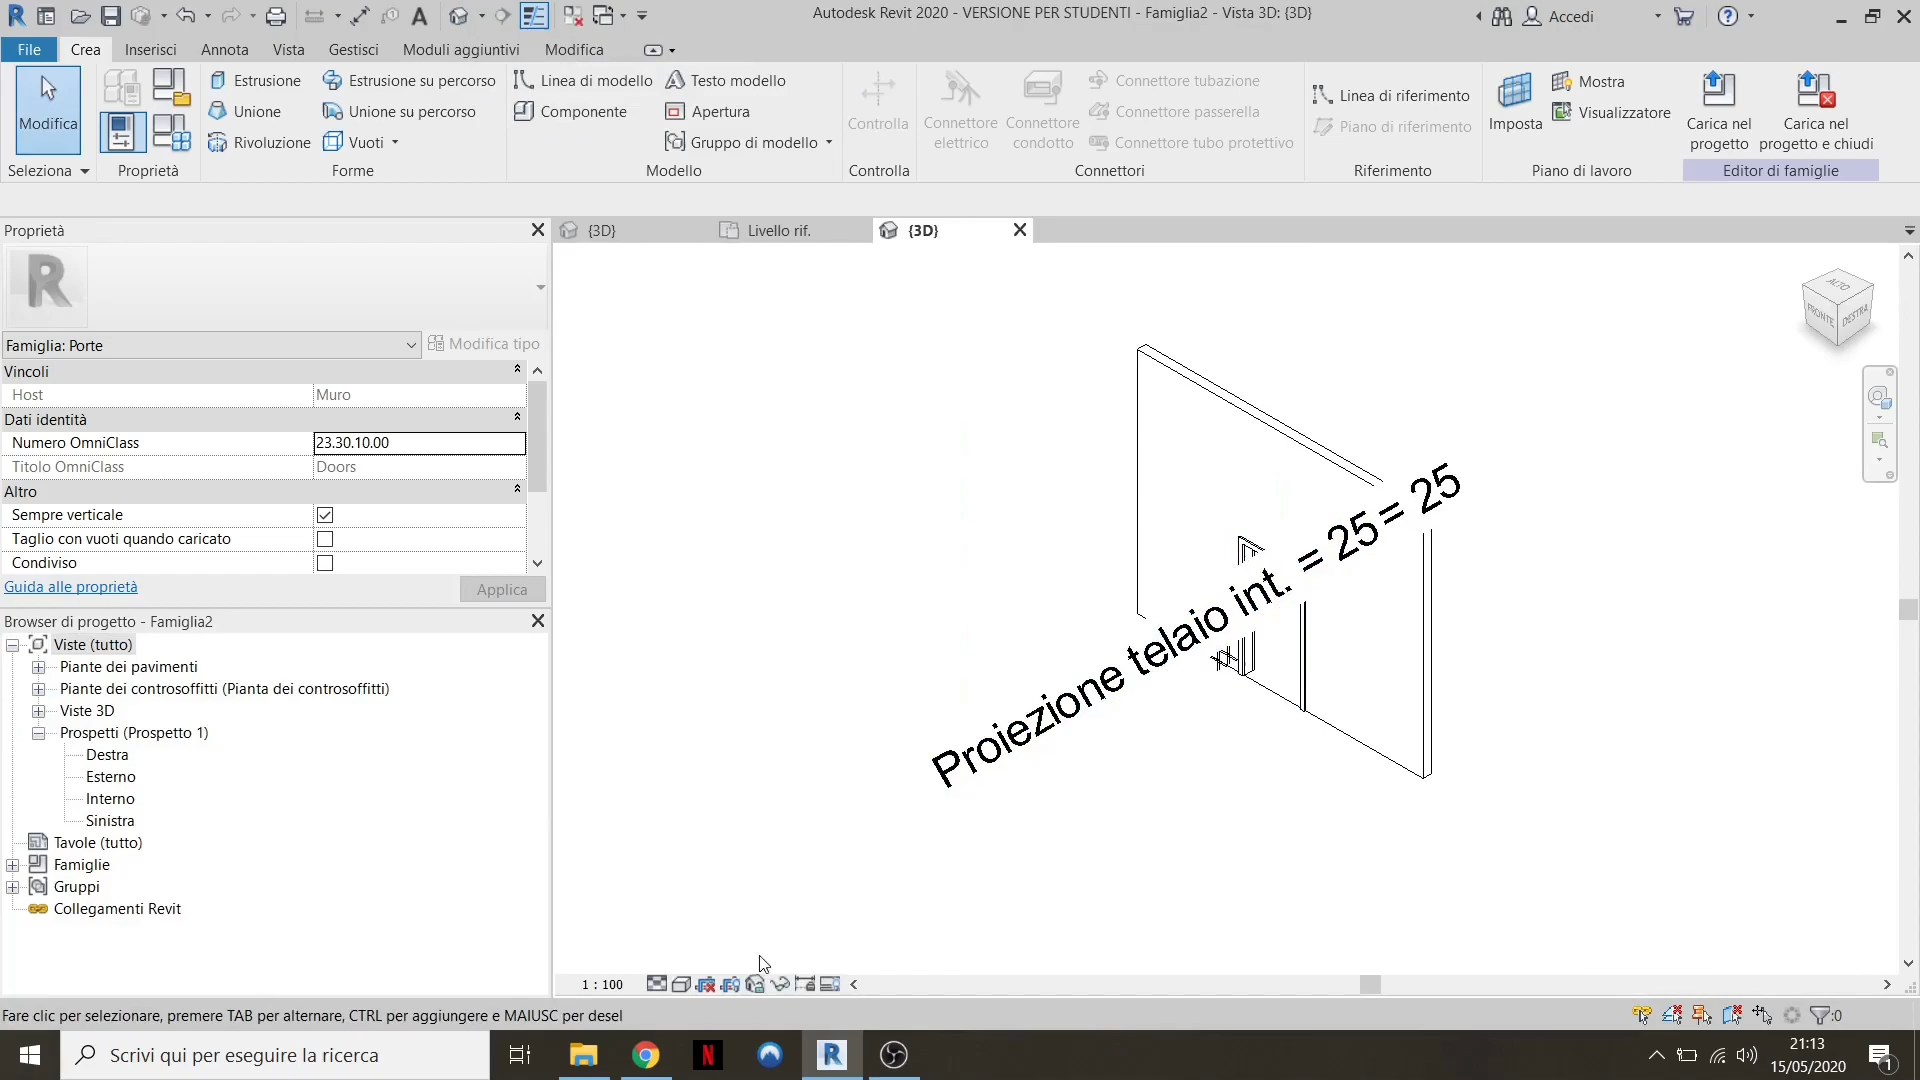 Autodesk Revit 2020 - VERSIONE PER STUDENTI - Famiglia2 - Vista 3D: {3D}
Accedi
File Crea Inserisci Annota Vista Gestisci Moduli aggiuntivi Modifica
Modifica
Seleziona
Proprietà
Estrusione
Unione
Rivoluzione
Estrusione su percorso
Unione su percorso
Vuoti
Forme
Linea di modello
Componente
Testo modello
Apertura
Gruppo di modello
Modello
Controlla
Controlla
Connettore elettrico
Connettore condotto
Connettore tubazione
Connettore passerella
Connettore tubo protettivo
Connettori
Linea di riferimento
Piano di riferimento
Riferimento
Imposta
Mostra
Visualizzatore
Piano di lavoro
Carica nel
progetto
Carica nel
progetto e chiudi
Editor di famiglie
Proprietà
R
Famiglia: Porte
Modifica tipo
Vincoli
Host Muro
Dati identità
Numero OmniClass 23.30.10.00
Titolo OmniClass Doors
Altro
Sempre verticale
Taglio con vuoti quando caricato
Condiviso
Guida alle proprietà
Applica
Browser di progetto - Famiglia2
Viste (tutto)
Piante dei pavimenti
Piante dei controsoffitti (Pianta dei controsoffitti)
Viste 3D
Prospetti (Prospetto 1)
Destra
Esterno
Interno
Sinistra
Tavole (tutto)
Famiglie
Gruppi
Collegamenti Revit
{3D} Livello rif. {3D}
ALTO
FRONTE DESTRA
Proiezione telaio int. = 25 = 25
1 : 100
Fare clic per selezionare, premere TAB per alternare, CTRL per aggiungere e MAIUSC per desel
:0
Scrivi qui per eseguire la ricerca
21:13
15/05/2020
1